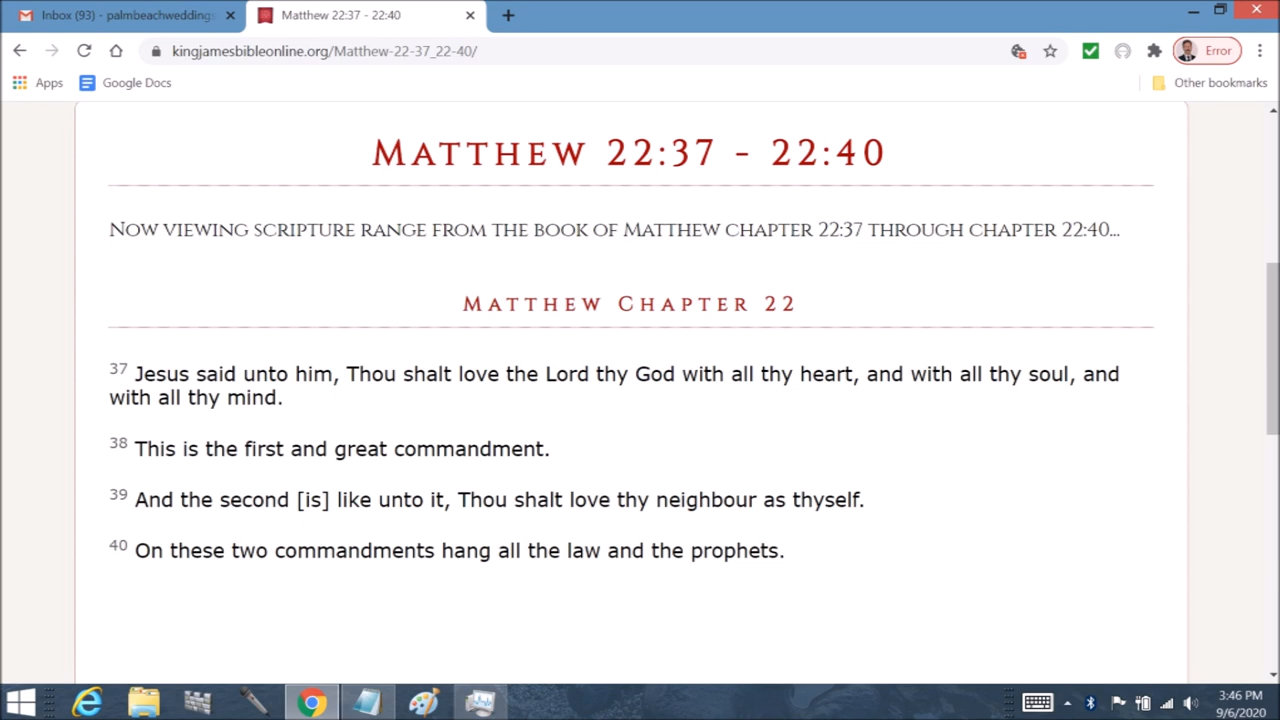 Inbox (93) - palmbeachwedding
Matthew 22:37 - 22:40
kingjamesbibleonline.org/Matthew-22-37_22-40/
Error
Apps
Google Docs
Other bookmarks
MATTHEW 22:37 - 22:40
NOW VIEWING SCRIPTURE RANGE FROM THE BOOK OF MATTHEW CHAPTER 22:37 THROUGH CHAPTER 22:40...
MATTHEW CHAPTER 22
37 Jesus said unto him, Thou shalt love the Lord thy God with all thy heart, and with all thy soul, and
with all thy mind.
38 This is the first and great commandment.
39 And the second [is] like unto it, Thou shalt love thy neighbour as thyself.
40 On these two commandments hang all the law and the prophets.
3:46 PM
9/6/2020